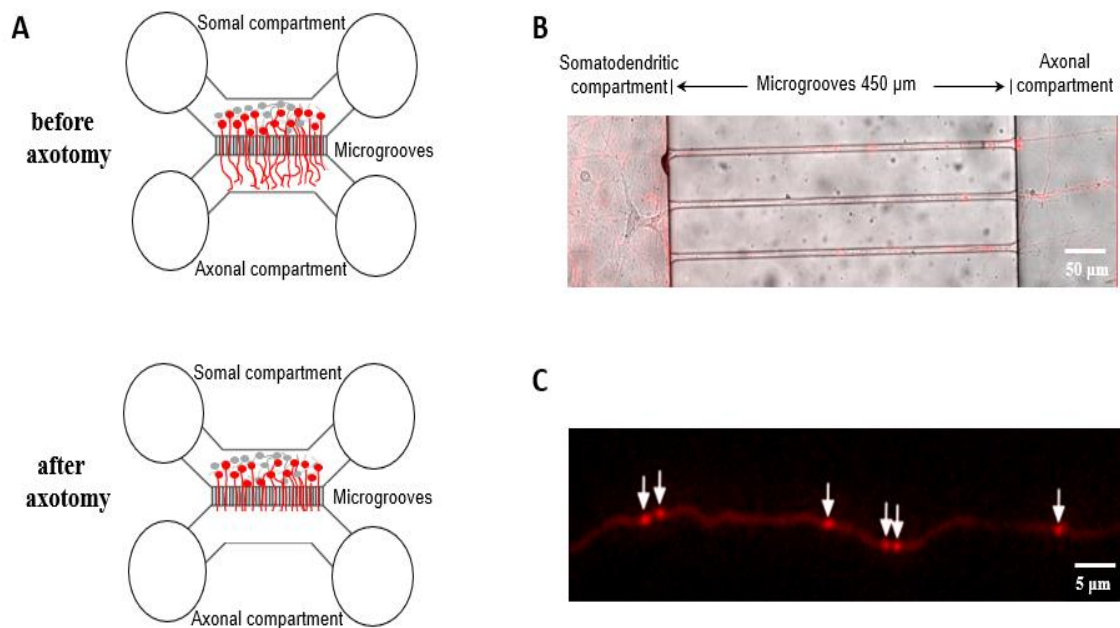 A
Somal compartment
before
axotomy
Microgrooves
Axonal compartment
Somal compartment
after
axotomy
Microgrooves
Axonal compartment
B
Somatodendritic
compartment
Microgrooves 450 µm
Axonal
compartment
50 µm
C
5 µm